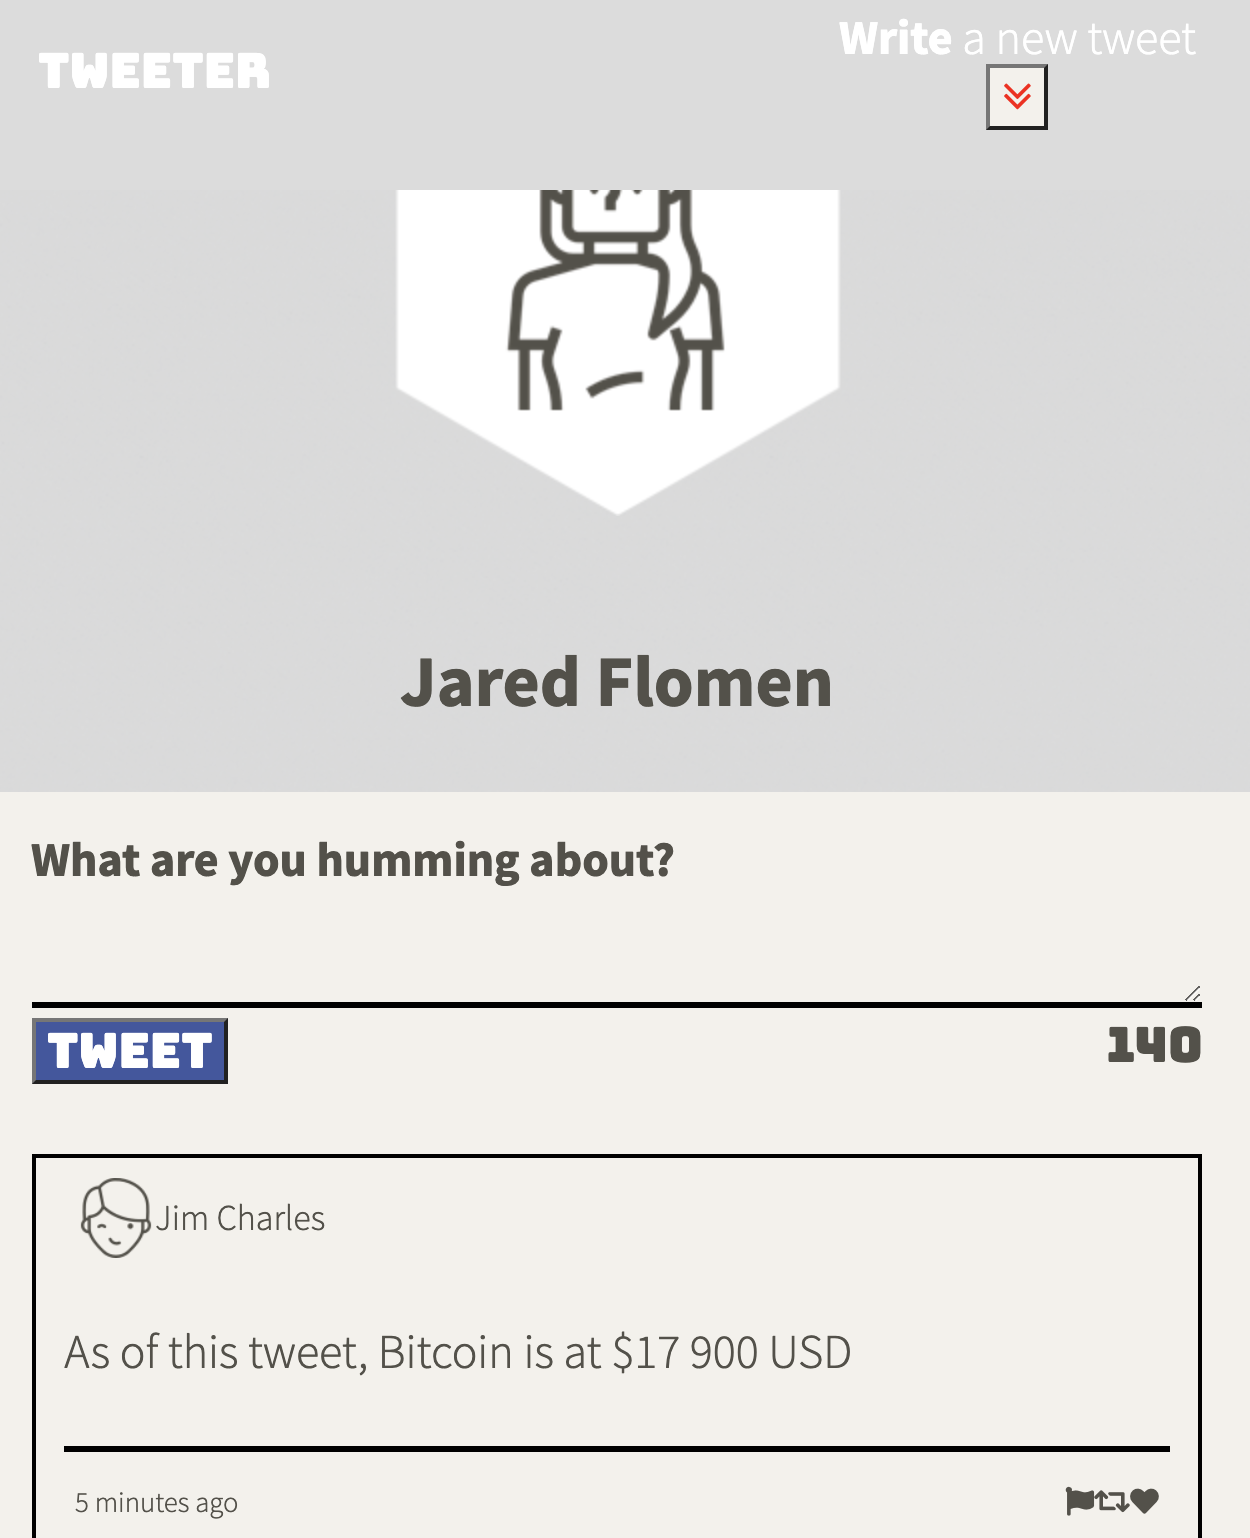 TWEETER
Write a new tweet
Jared Flomen
What are you humming about?
TWEET
140
Jim Charles
As of this tweet, Bitcoin is at $17 900 USD
5 minutes ago